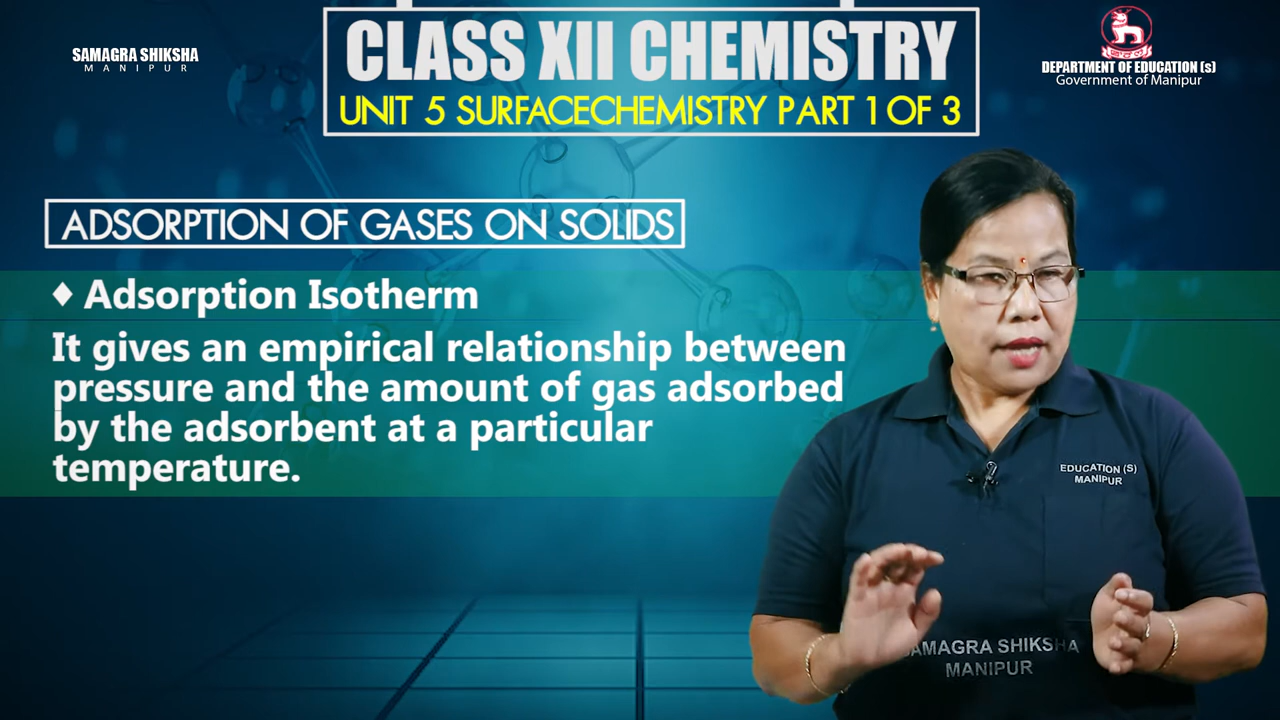 SAMAGRA SHIKSHA
MANIPUR
CLASS XII CHEMISTRY
UNIT 5 SURFACECHEMISTRY PART 1 OF 3
DEPARTMENT OF EDUCATION (s)
Government of Manipur
ADSORPTION OF GASES ON SOLIDS
♦ Adsorption Isotherm
It gives an empirical relationship between
pressure and the amount of gas adsorbed
by the adsorbent at a particular
temperature.
EDUCATION (S)
MANIPUR
SAMAGRA SHIKSHA
MANIPUR